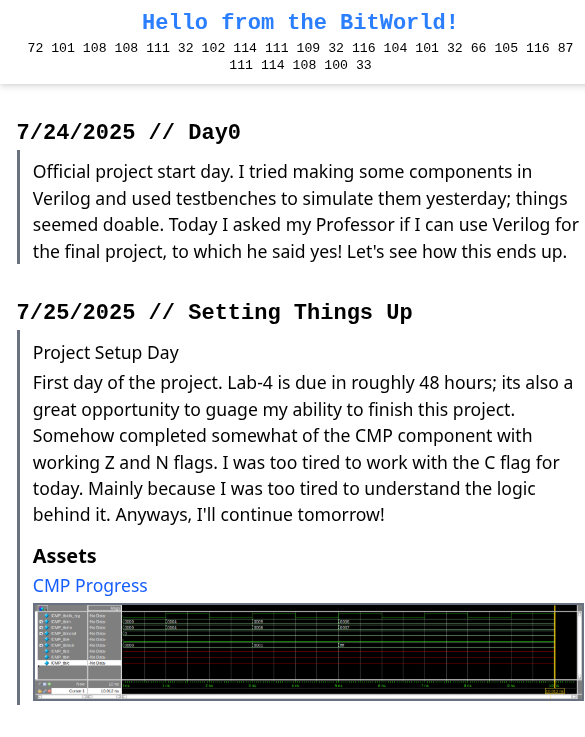 Hello from the BitWorld!
72 101 108 108 111 32 102 114 111 109 32 116 104 101 32 66 105 116 87
111 114 108 100 33
7/24/2025 // Day0
Official project start day. I tried making some components in
Verilog and used testbenches to simulate them yesterday; things
seemed doable. Today I asked my Professor if I can use Verilog for
the final project, to which he said yes! Let's see how this ends up.
7/25/2025 // Setting Things Up
Project Setup Day
First day of the project. Lab-4 is due in roughly 48 hours; its also a
great opportunity to guage my ability to finish this project.
Somehow completed somewhat of the CMP component with
working Z and N flags. I was too tired to work with the C flag for
today. Mainly because I was too tired to understand the logic
behind it. Anyways, I'll continue tomorrow!
Assets
CMP Progress